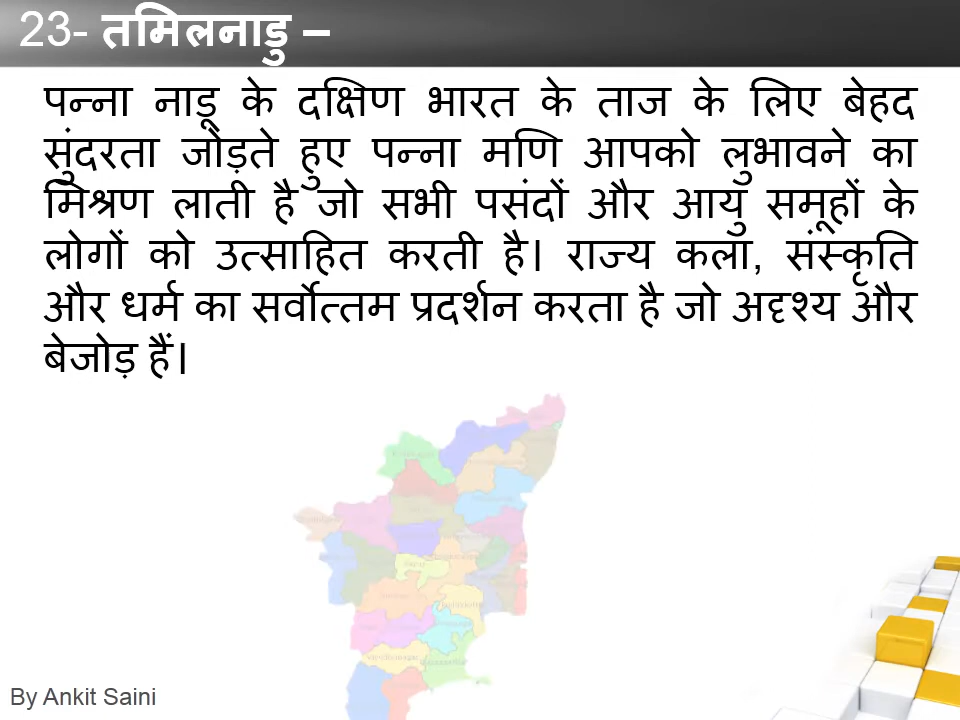 23- तमिलनाडु –
पन्ना नाडू के दक्षिण भारत के ताज के लिए बेहद
सुंदरता जोड़ते हुए पन्ना मणि आपको लुभावने का
मिश्रण लाती है जो सभी पसंदों और आयु समूहों के
लोगों को उत्साहित करती है। राज्य कला, संस्कृति
और धर्म का सर्वोत्तम प्रदर्शन करता है जो अदृश्य और
बेजोड़ हैं।
By Ankit Saini